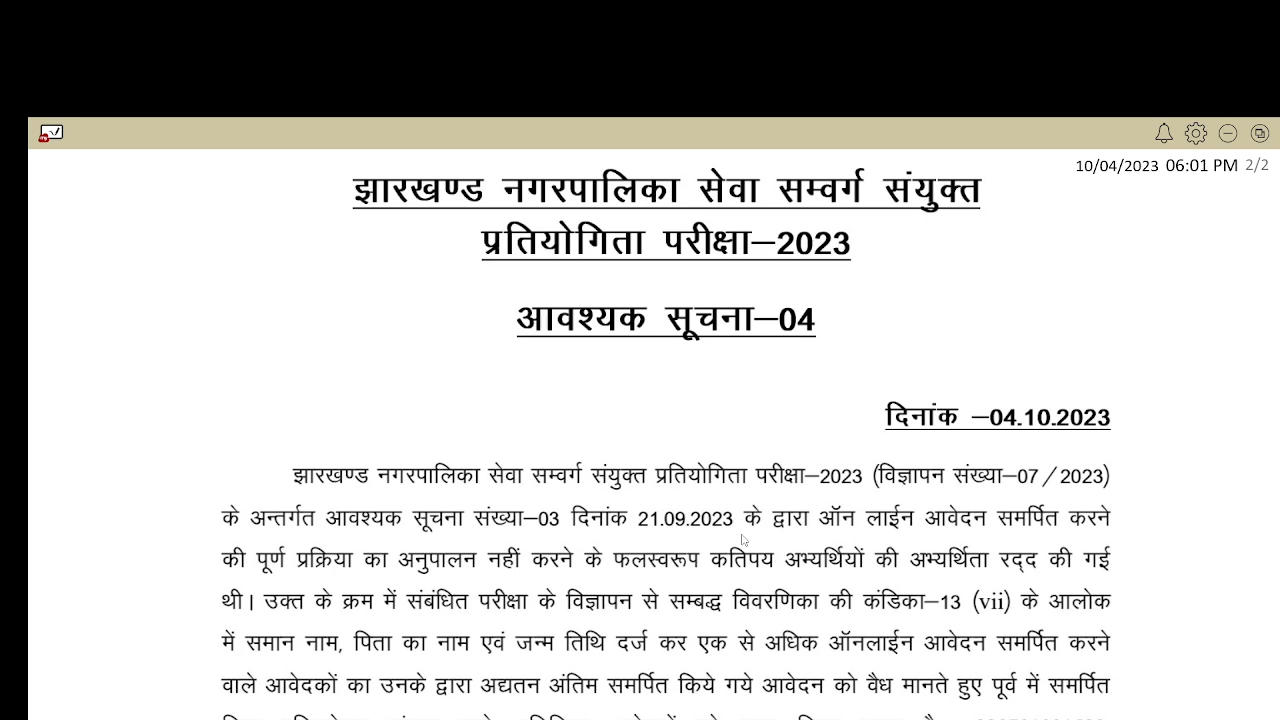 10/04/2023 06:01 PM 2/2
झारखण्ड नगरपालिका सेवा सम्वर्ग संयुक्त
प्रतियोगिता परीक्षा–2023
आवश्यक सूचना–04
दिनांक –04.10.2023
झारखण्ड नगरपालिका सेवा सम्वर्ग संयुक्त प्रतियोगिता परीक्षा–2023 (विज्ञापन संख्या–07/2023)
के अन्तर्गत आवश्यक सूचना संख्या–03 दिनांक 21.09.2023 के द्वारा ऑन लाईन आवेदन समर्पित करने
की पूर्ण प्रक्रिया का अनुपालन नहीं करने के फलस्वरूप कतिपय अभ्यर्थियों की अभ्यर्थिता रद्द की गई
थी। उक्त के क्रम में संबंधित परीक्षा के विज्ञापन से सम्बद्ध विवरणिका की कंडिका–13 (vii) के आलोक
में समान नाम, पिता का नाम एवं जन्म तिथि दर्ज कर एक से अधिक ऑनलाईन आवेदन समर्पित करने
वाले आवेदकों का उनके द्वारा अद्यतन अंतिम समर्पित किये गये आवेदन को वैध मानते हुए पूर्व में समर्पित